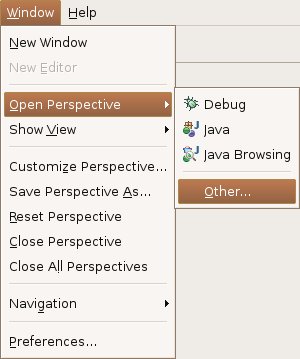 Window Help
New Window
New Editor
Open Perspective
Debug
Show View
Java
Java Browsing
Customize Perspective...
Save Perspective As...
Other...
Reset Perspective
Close Perspective
Close All Perspectives
Navigation
Preferences...